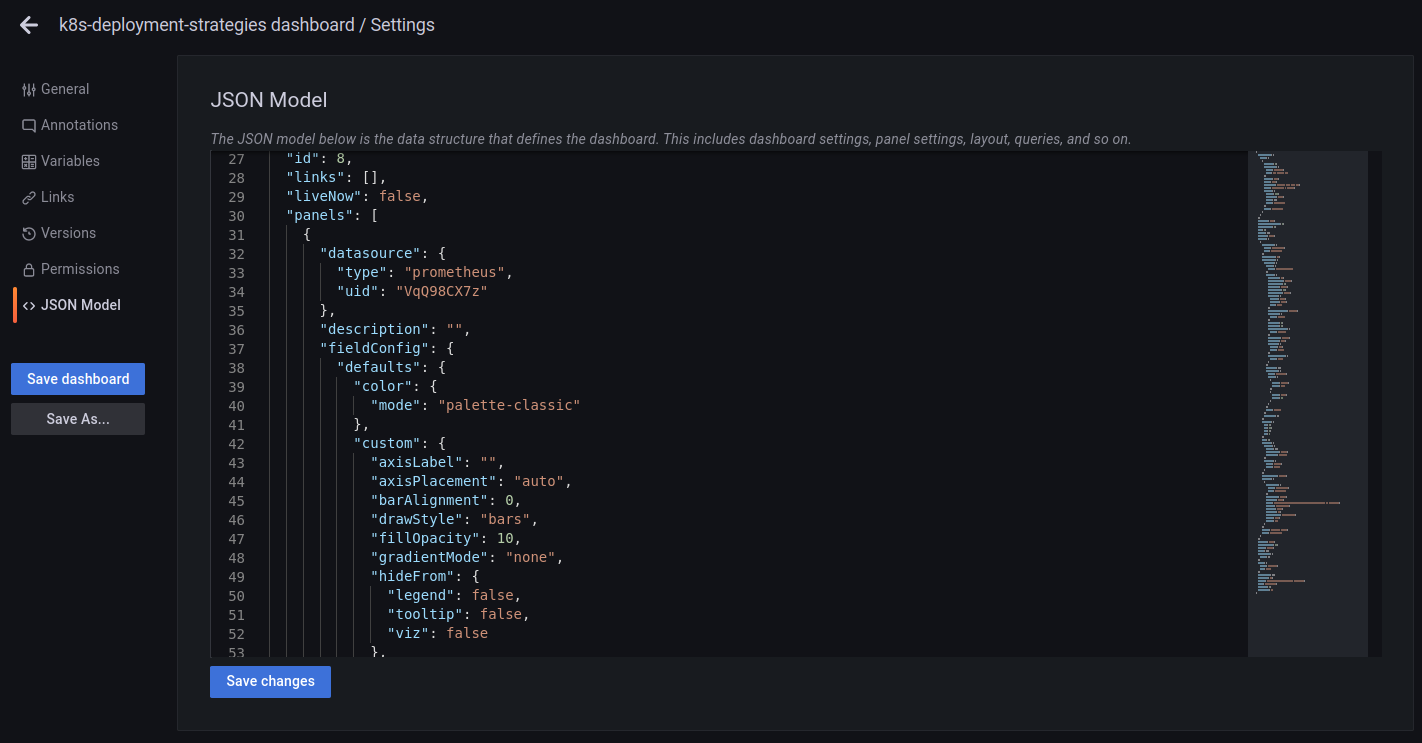 k8s-deployment-strategies dashboard / Settings
General
Annotations
Variables
Links
Versions
Permissions
JSON Model
Save dashboard
Save As...
JSON Model
The JSON model below is the data structure that defines the dashboard. This includes dashboard settings, panel settings, layout, queries, and so on.
27 "id": 8,
28 "links": [],
29 "liveNow": false,
30 "panels": [
31 {
32 "datasource": {
33 "type": "prometheus",
34 "uid": "VqQ98CX7z"
35 },
36 "description": "",
37 "fieldConfig": {
38 "defaults": {
39 "color": {
40 "mode": "palette-classic"
41 },
42 "custom": {
43 "axisLabel": "",
44 "axisPlacement": "auto",
45 "barAlignment": 0,
46 "drawStyle": "bars",
47 "fillOpacity": 10,
48 "gradientMode": "none",
49 "hideFrom": {
50 "legend": false,
51 "tooltip": false,
52 "viz": false
53 },
Save changes